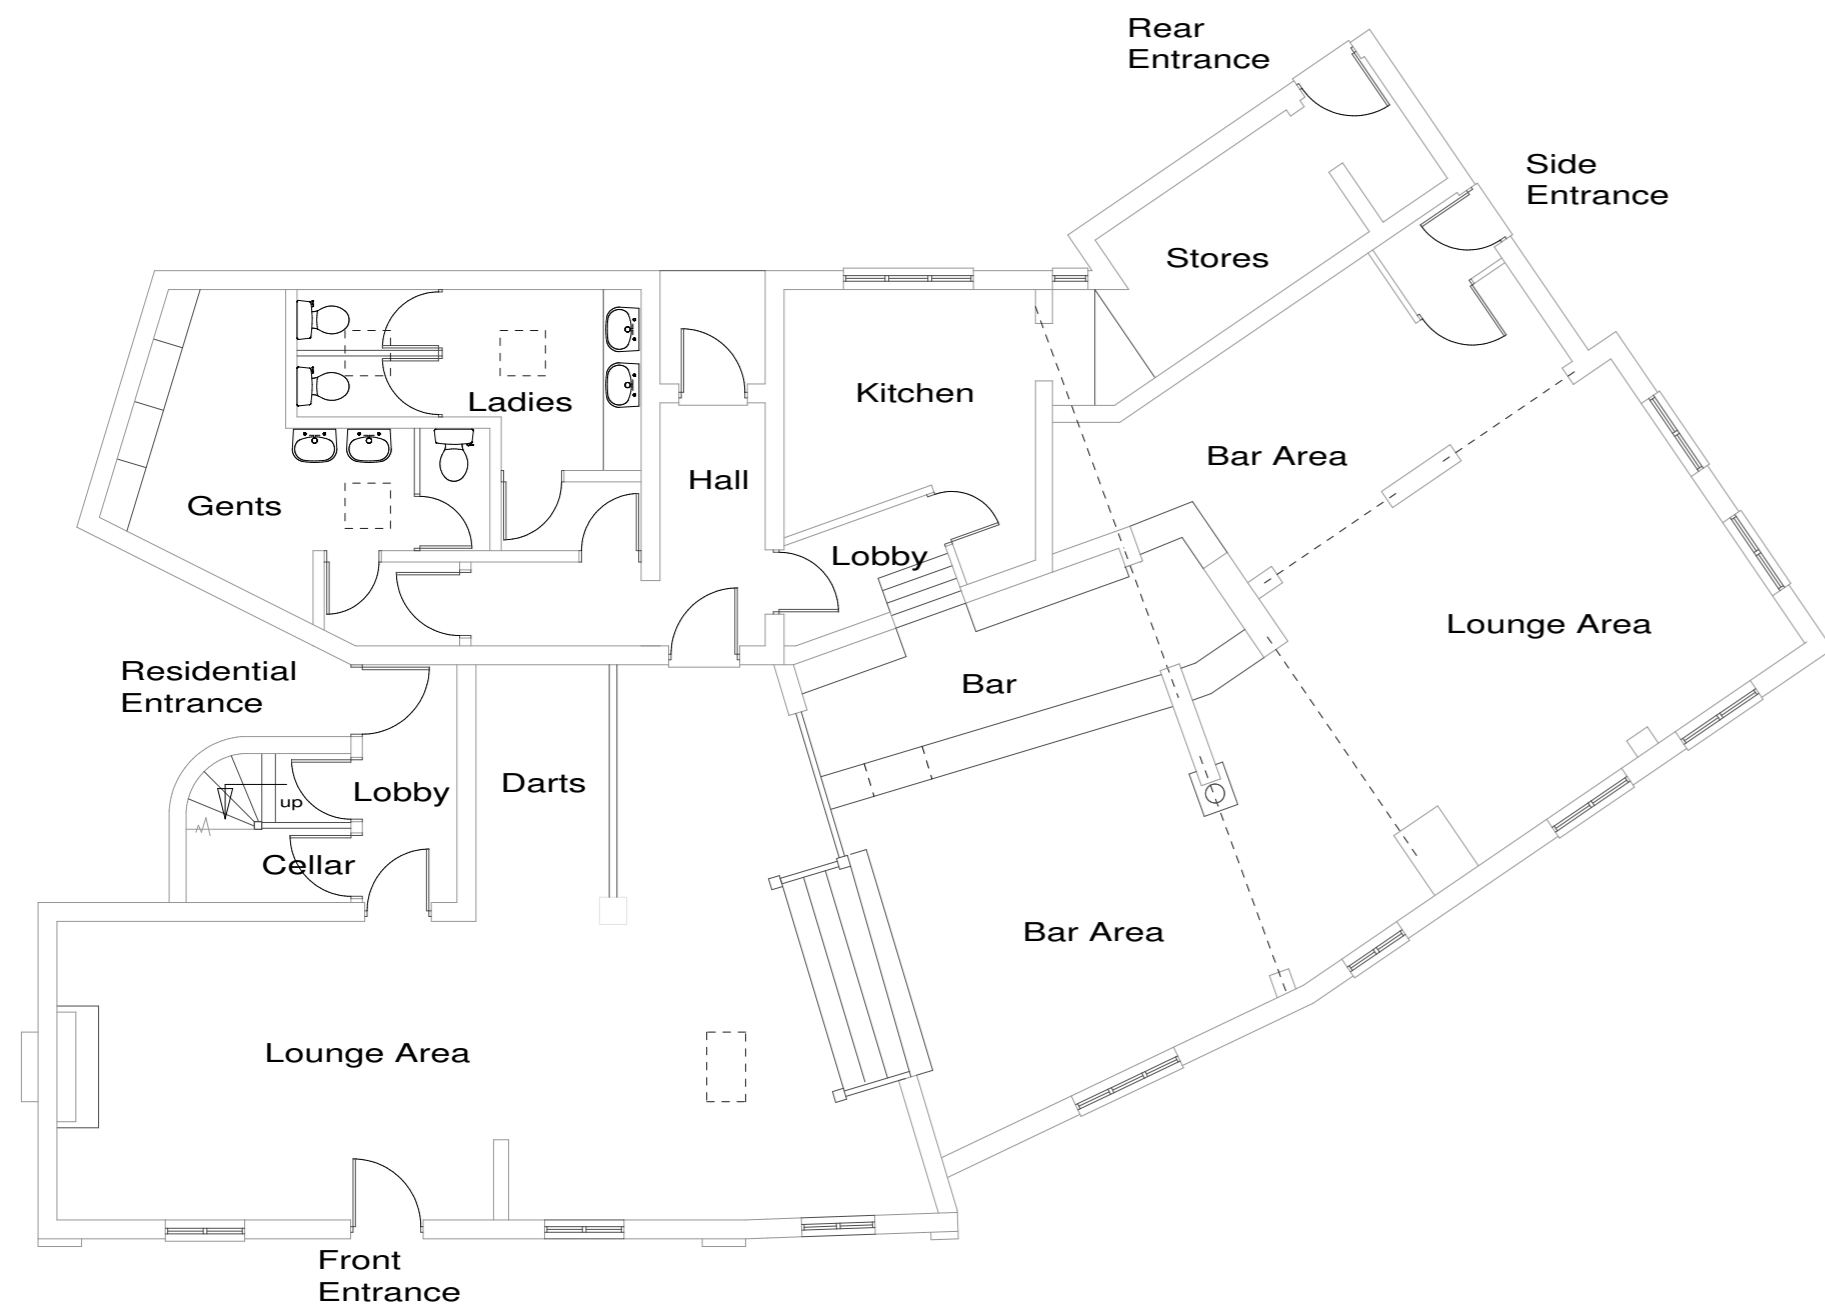 Rear
Entrance
Side
Entrance
Stores
Kitchen
Ladies
Bar Area
Hall
Gents
Lobby
Lounge Area
Residential
Entrance
Bar
Darts
Lobby
up
Cellar
Bar Area
Lounge Area
Front
Entrance